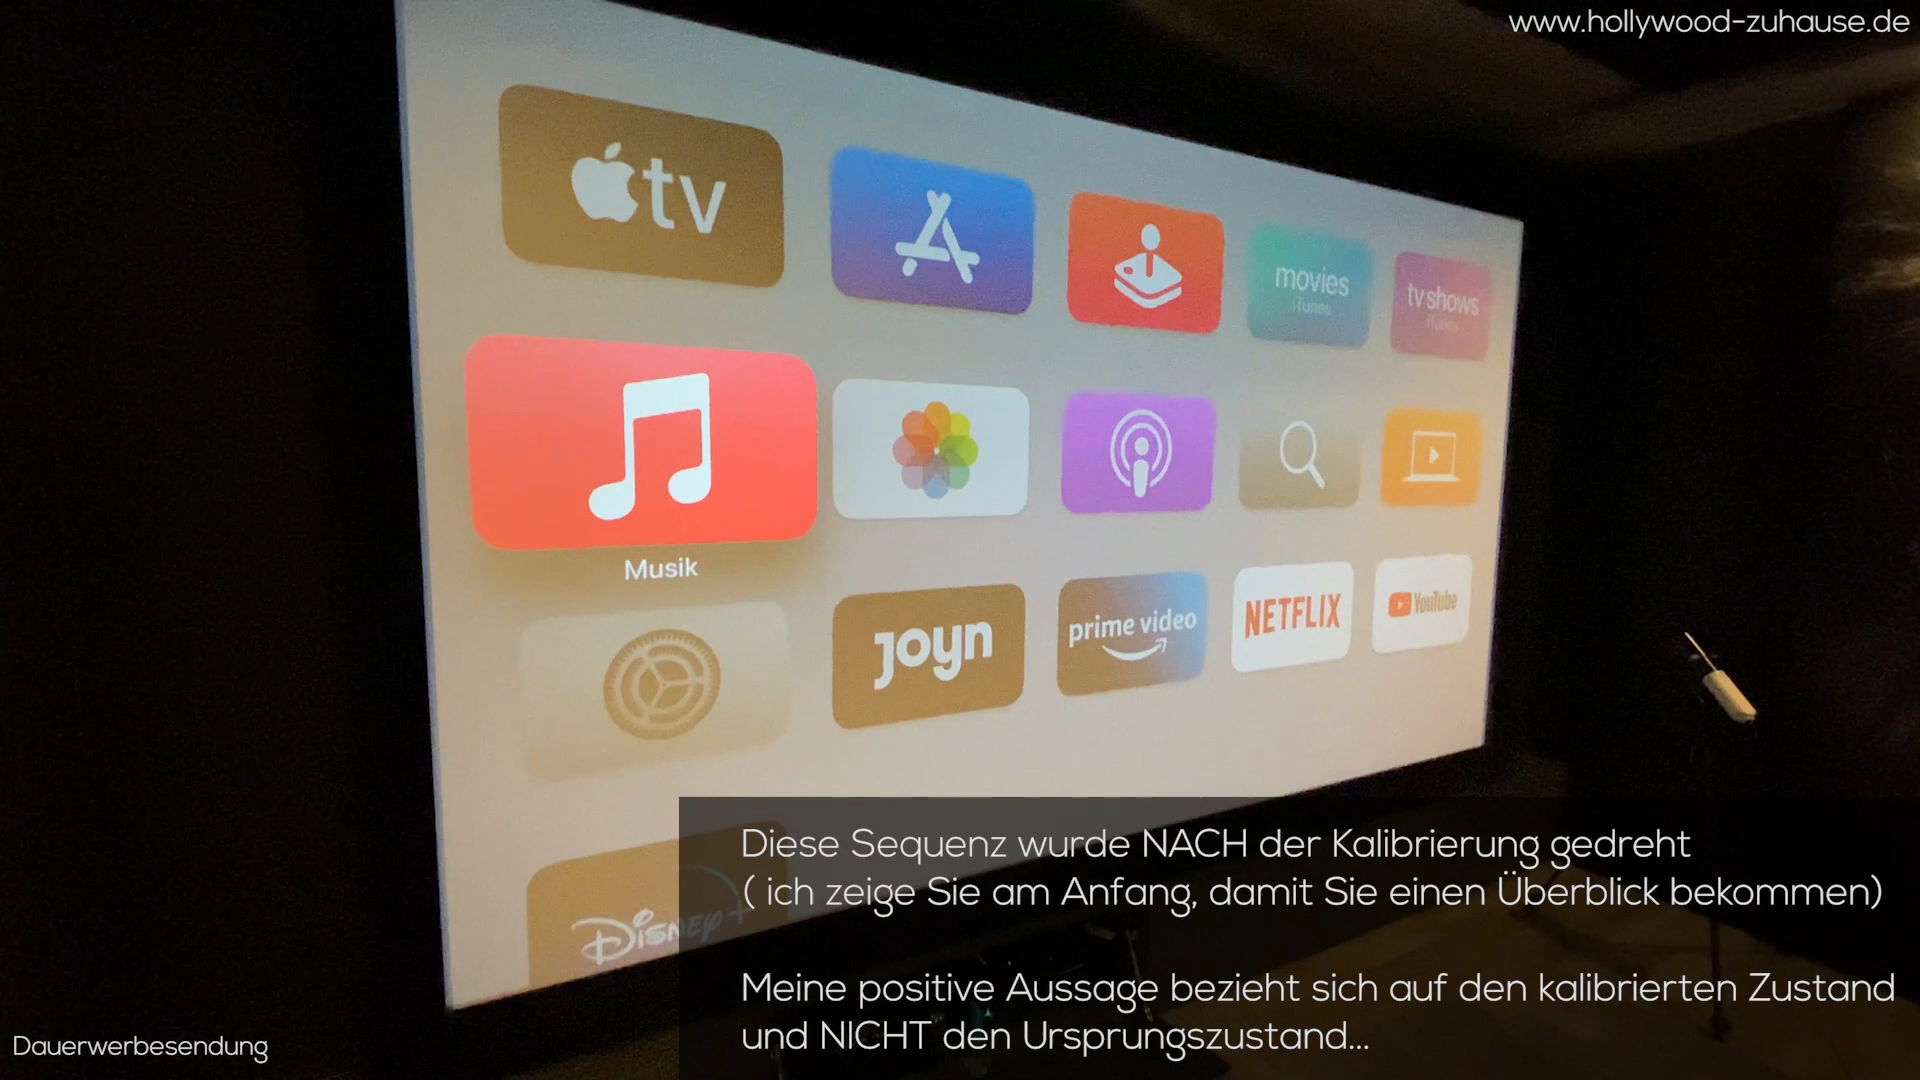 www.hollywood-zuhause.de
tv
movies
iTunes
tv shows
iTunes
Musik
joyn
prime video
NETFLIX
YouTube
Disney+
Diese Sequenz wurde NACH der Kalibrierung gedreht
( ich zeige Sie am Anfang, damit Sie einen Überblick bekommen)
Meine positive Aussage bezieht sich auf den kalibrierten Zustand
und NICHT den Ursprungszustand...
Dauerwerbesendung